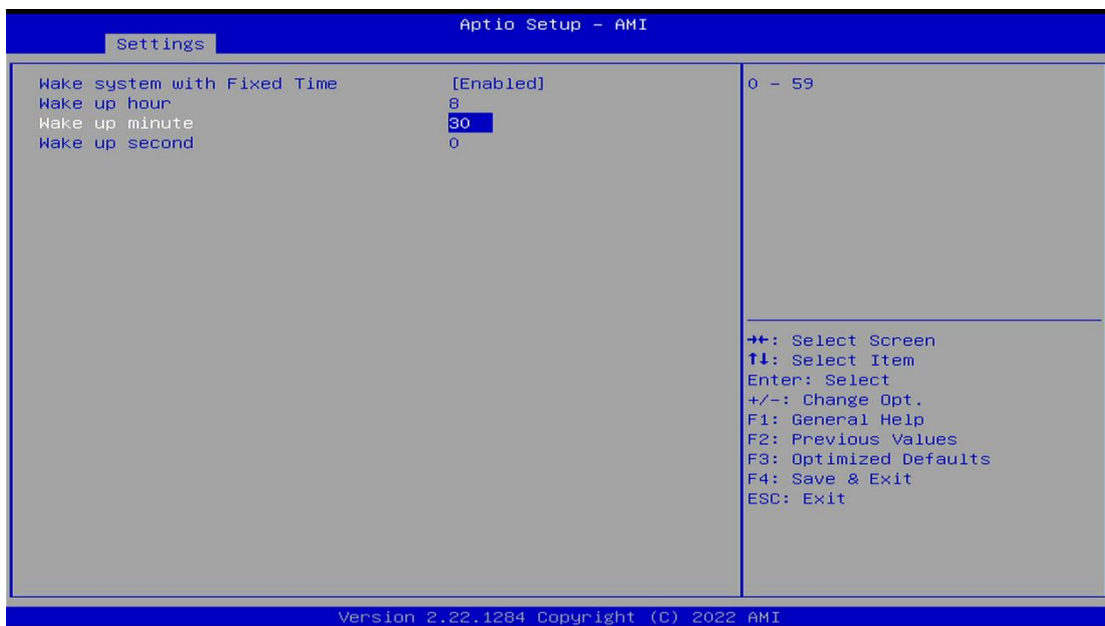 Aptio Setup - AMI
Settings
Wake system with Fixed Time [Enabled]
Wake up hour 8
Wake up minute 30
Wake up second 0
0 - 59
→←: Select Screen
↑↓: Select Item
Enter: Select
+/-: Change Opt.
F1: General Help
F2: Previous Values
F3: Optimized Defaults
F4: Save & Exit
ESC: Exit
Version 2.22.1284 Copyright (C) 2022 AMI